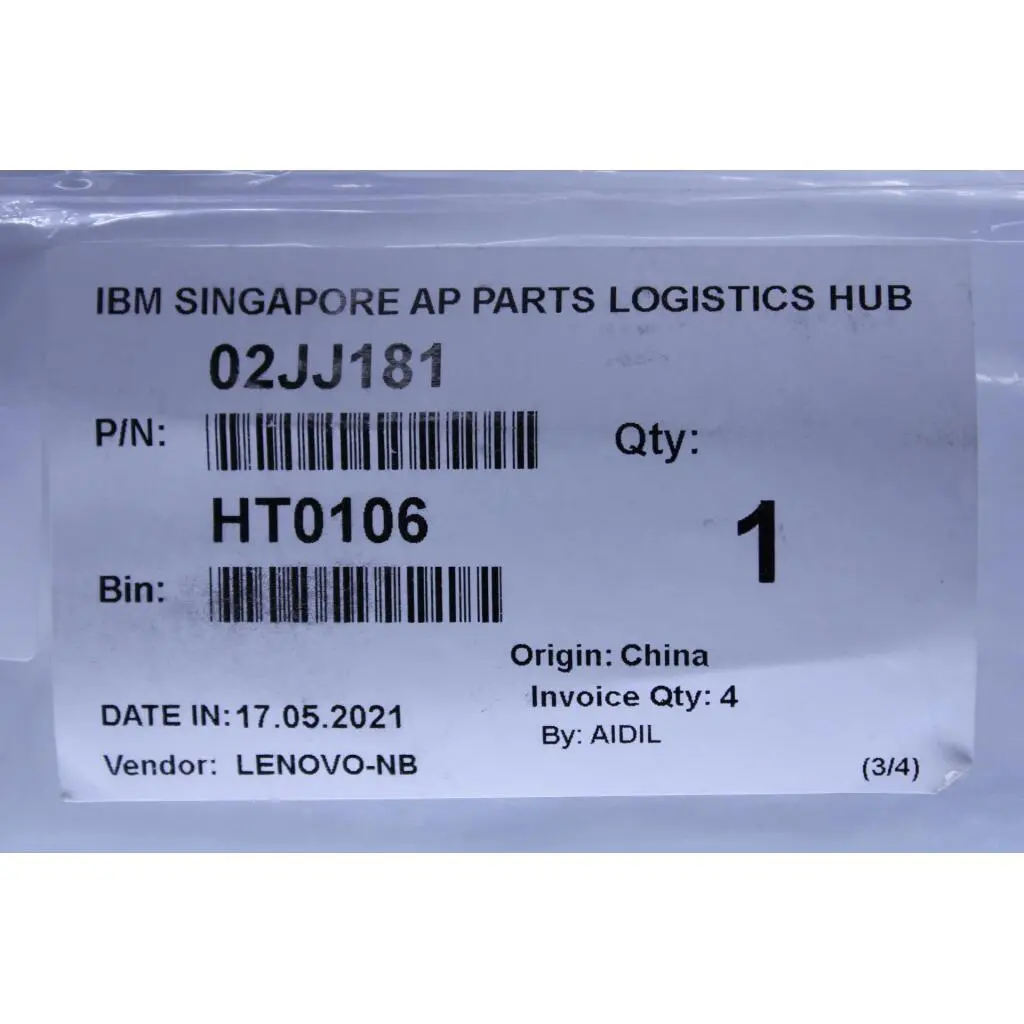 IBM SINGAPORE AP PARTS LOGISTICS HUB
02JJ181
P/N:
Qty:
HT0106
1
Bin:
Origin: China
Invoice Qty: 4
DATE IN: 17.05.2021
By: AIDIL
Vendor: LENOVO-NB
(3/4)